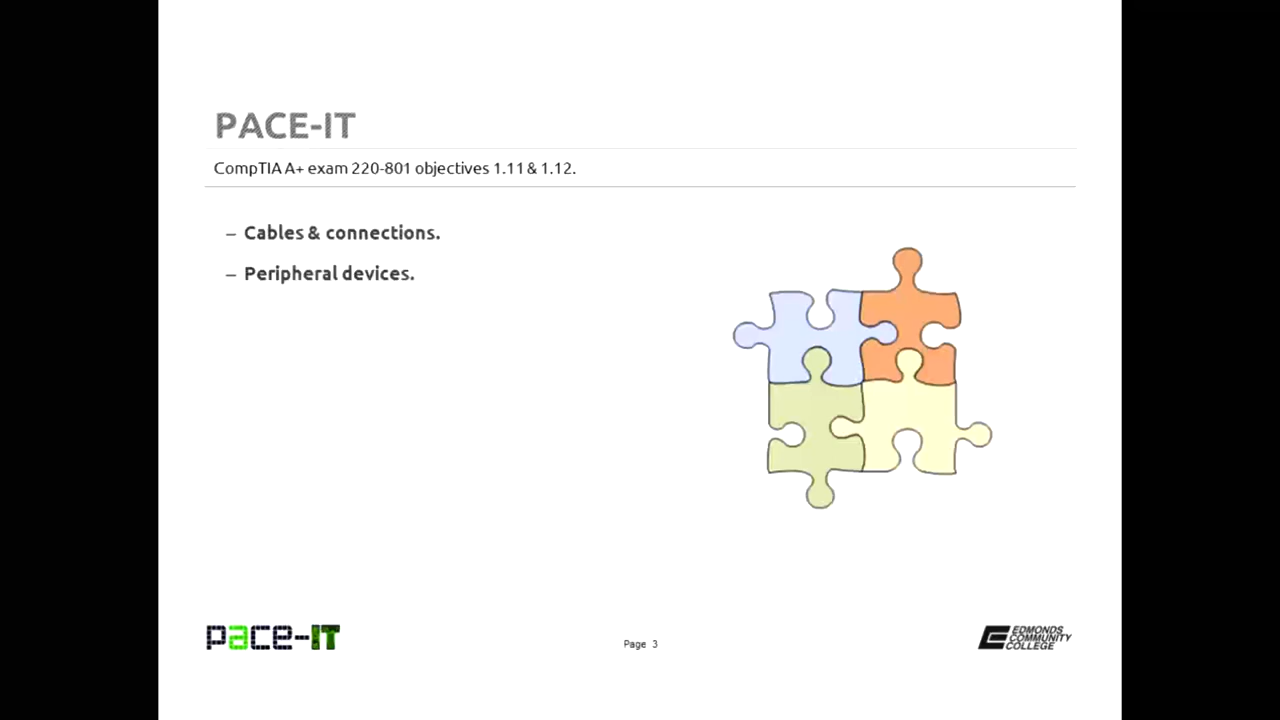 PACE-IT
CompTIA A+ exam 220-801 objectives 1.11 & 1.12.
– Cables & connections.
– Peripheral devices.
pace-IT
Page 3
EDMONDS
COMMUNITY
COLLEGE